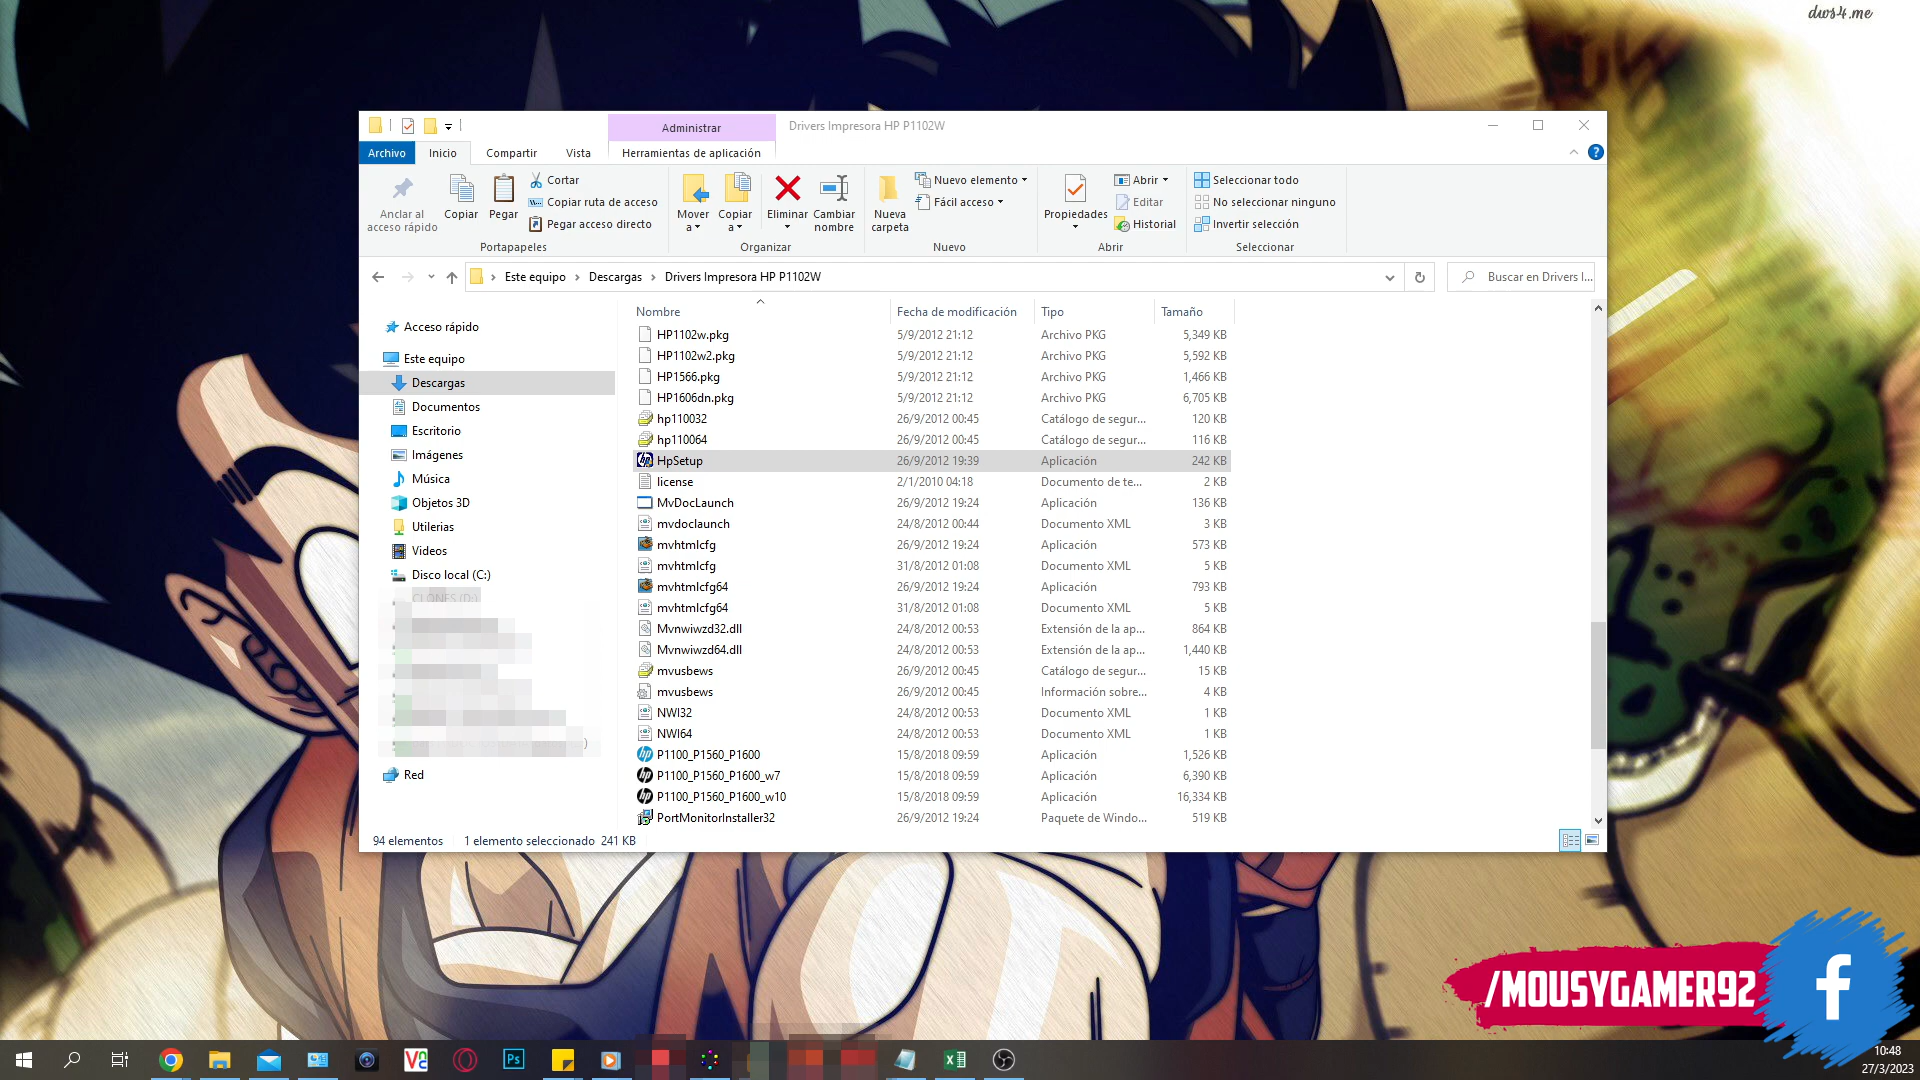 dws4.me
Administrar
Drivers Impresora HP P1102W
Archivo
Inicio
Compartir
Vista
Herramientas de aplicación
?
Anclar al
acceso rápido
Copiar
Pegar
Cortar
Copiar ruta de acceso
Pegar acceso directo
Portapapeles
Mover
a
Copiar
a
Eliminar
Cambiar
nombre
Organizar
Nueva
carpeta
Nuevo elemento
Fácil acceso
Nuevo
Propiedades
Abrir
Editar
Historial
Abrir
Seleccionar todo
No seleccionar ninguno
Invertir selección
Seleccionar
Este equipo > Descargas > Drivers Impresora HP P1102W
Buscar en Drivers I...
Acceso rápido
Este equipo
Descargas
Documentos
Escritorio
Imágenes
Música
Objetos 3D
Utilerias
Videos
Disco local (C:)
CLONES (D:)
Red
Nombre Fecha de modificación Tipo Tamaño
HP1102w.pkg 5/9/2012 21:12 Archivo PKG 5,349 KB
HP1102w2.pkg 5/9/2012 21:12 Archivo PKG 5,592 KB
HP1566.pkg 5/9/2012 21:12 Archivo PKG 1,466 KB
HP1606dn.pkg 5/9/2012 21:12 Archivo PKG 6,705 KB
hp110032 26/9/2012 00:45 Catálogo de segur... 120 KB
hp110064 26/9/2012 00:45 Catálogo de segur... 116 KB
HpSetup 26/9/2012 19:39 Aplicación 242 KB
license 2/1/2010 04:18 Documento de te... 2 KB
MvDocLaunch 26/9/2012 19:24 Aplicación 136 KB
mvdoclaunch 24/8/2012 00:44 Documento XML 3 KB
mvhtmlcfg 26/9/2012 19:24 Aplicación 573 KB
mvhtmlcfg 31/8/2012 01:08 Documento XML 5 KB
mvhtmlcfg64 26/9/2012 19:24 Aplicación 793 KB
mvhtmlcfg64 31/8/2012 01:08 Documento XML 5 KB
Mvnwiwzd32.dll 24/8/2012 00:53 Extensión de la ap... 864 KB
Mvnwiwzd64.dll 24/8/2012 00:53 Extensión de la ap... 1,440 KB
mvusbews 26/9/2012 00:45 Catálogo de segur... 15 KB
mvusbews 26/9/2012 00:45 Información sobre... 4 KB
NWI32 24/8/2012 00:53 Documento XML 1 KB
NWI64 24/8/2012 00:53 Documento XML 1 KB
P1100_P1560_P1600 15/8/2018 09:59 Aplicación 1,526 KB
P1100_P1560_P1600_w7 15/8/2018 09:59 Aplicación 6,390 KB
P1100_P1560_P1600_w10 15/8/2018 09:59 Aplicación 16,334 KB
PortMonitorInstaller32 26/9/2012 19:24 Paquete de Windo... 519 KB
94 elementos 1 elemento seleccionado 241 KB
/MOUSYGAMER92
f
Ps
10:48
27/3/2023